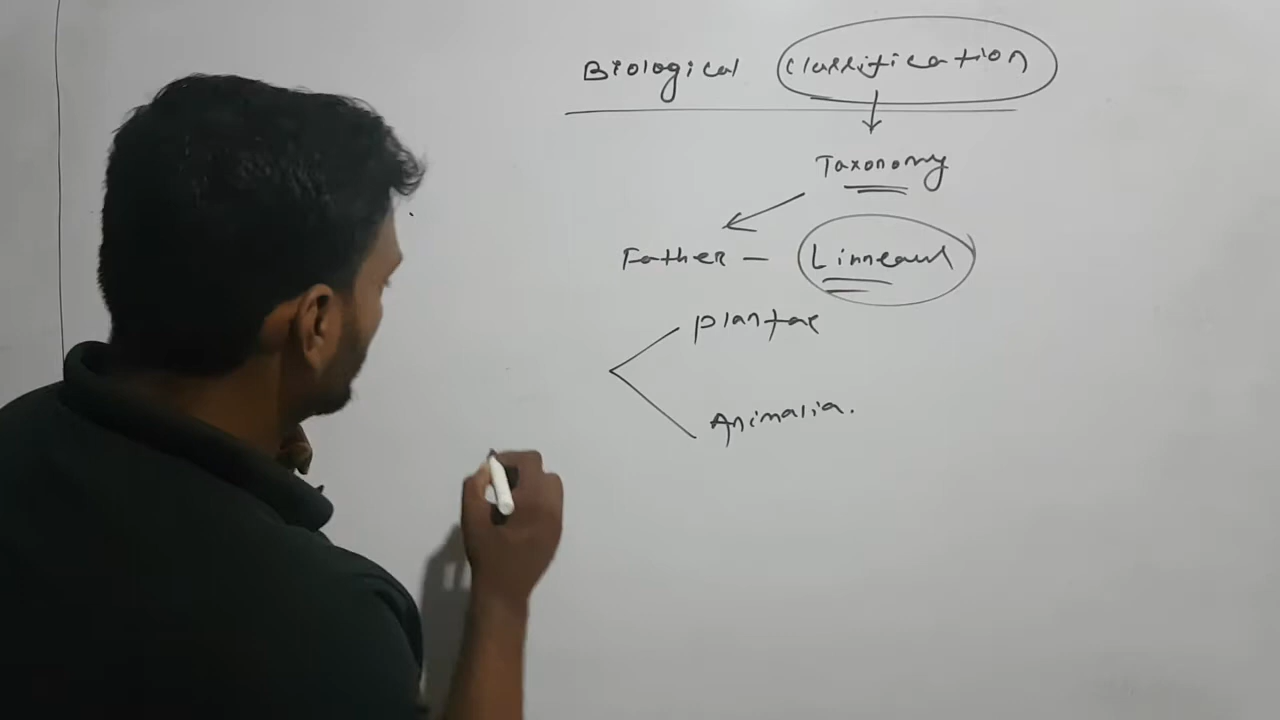 Biological Classification
Taxonomy
Father - Linneaus
plantae
Animalia.